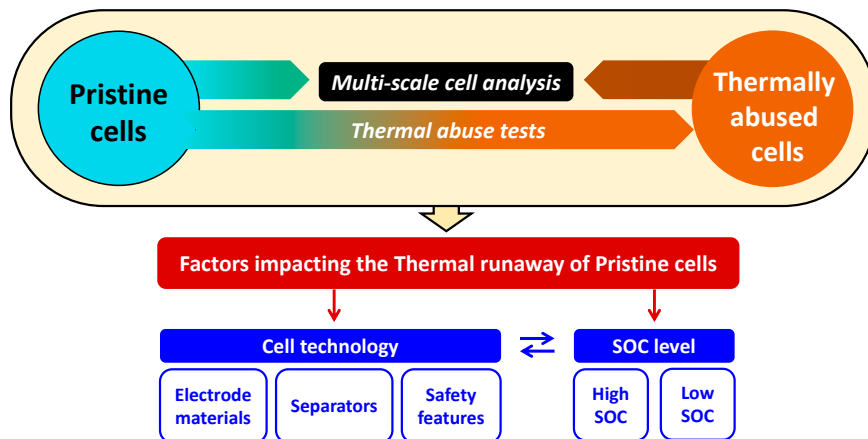 Pristine
cells
Multi-scale cell analysis
Thermal abuse tests
Thermally
abused
cells
Factors impacting the Thermal runaway of Pristine cells
Cell technology
SOC level
Electrode
materials
Separators
Safety
features
High
SOC
Low
SOC